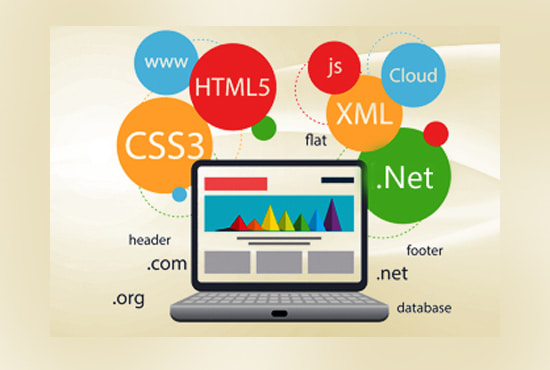 www
HTML5
js
Cloud
XML
CSS3
flat
.Net
header
footer
.com
.net
.org
database